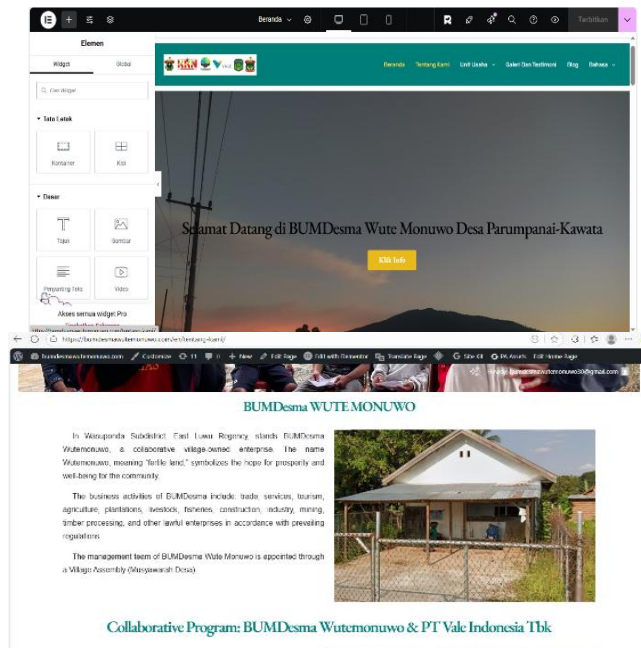 Beranda
Terbitkan
Elemen
Widget
Global
Cari Widget
Tata Letak
Kontainer
Kisi
Dasar
Tajuk
Gambar
Penyunting Teks
Video
Akses semua widget Pro
Beranda Tentang Kami Unit Usaha Galeri Dan Testimoni Blog Bahasa
Selamat Datang di BUMDesma Wute Monuwo Desa Parumpanai-Kawata
Klik Info
https://bumdesmawutemonuwo.com/en/tentang-kami/
bumdesmawutemonuwo.com Customize 11 0 New Edit Page Edit with Elementor Translate Page Site Kit Edit Home Page
BUMDesma WUTE MONUWO
In Wasuponda Subdistrict, East Luwu Regency, stands BUMDesma
Wutemonuwo, a collaborative village-owned enterprise. The name
Wutemonuwo, meaning "fertile land," symbolizes the hope for prosperity and
well-being for the community.
The business activities of BUMDesma include: trade, services, tourism,
agriculture, plantations, livestock, fisheries, construction, industry, mining,
timber processing, and other lawful enterprises in accordance with prevailing
regulations.
The management team of BUMDesma Wute Monuwo is appointed through
a Village Assembly (Musyawarah Desa).
Collaborative Program: BUMDesma Wutemonuwo & PT Vale Indonesia Tbk